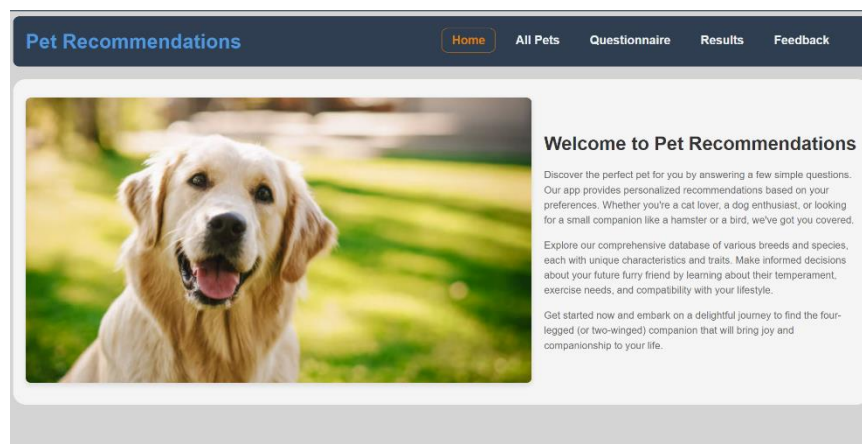 Pet Recommendations
Home All Pets Questionnaire Results Feedback
Welcome to Pet Recommendations
Discover the perfect pet for you by answering a few simple questions.
Our app provides personalized recommendations based on your
preferences. Whether you're a cat lover, a dog enthusiast, or looking
for a small companion like a hamster or a bird, we've got you covered.
Explore our comprehensive database of various breeds and species,
each with unique characteristics and traits. Make informed decisions
about your future furry friend by learning about their temperament,
exercise needs, and compatibility with your lifestyle.
Get started now and embark on a delightful journey to find the four-
legged (or two-winged) companion that will bring joy and
companionship to your life.